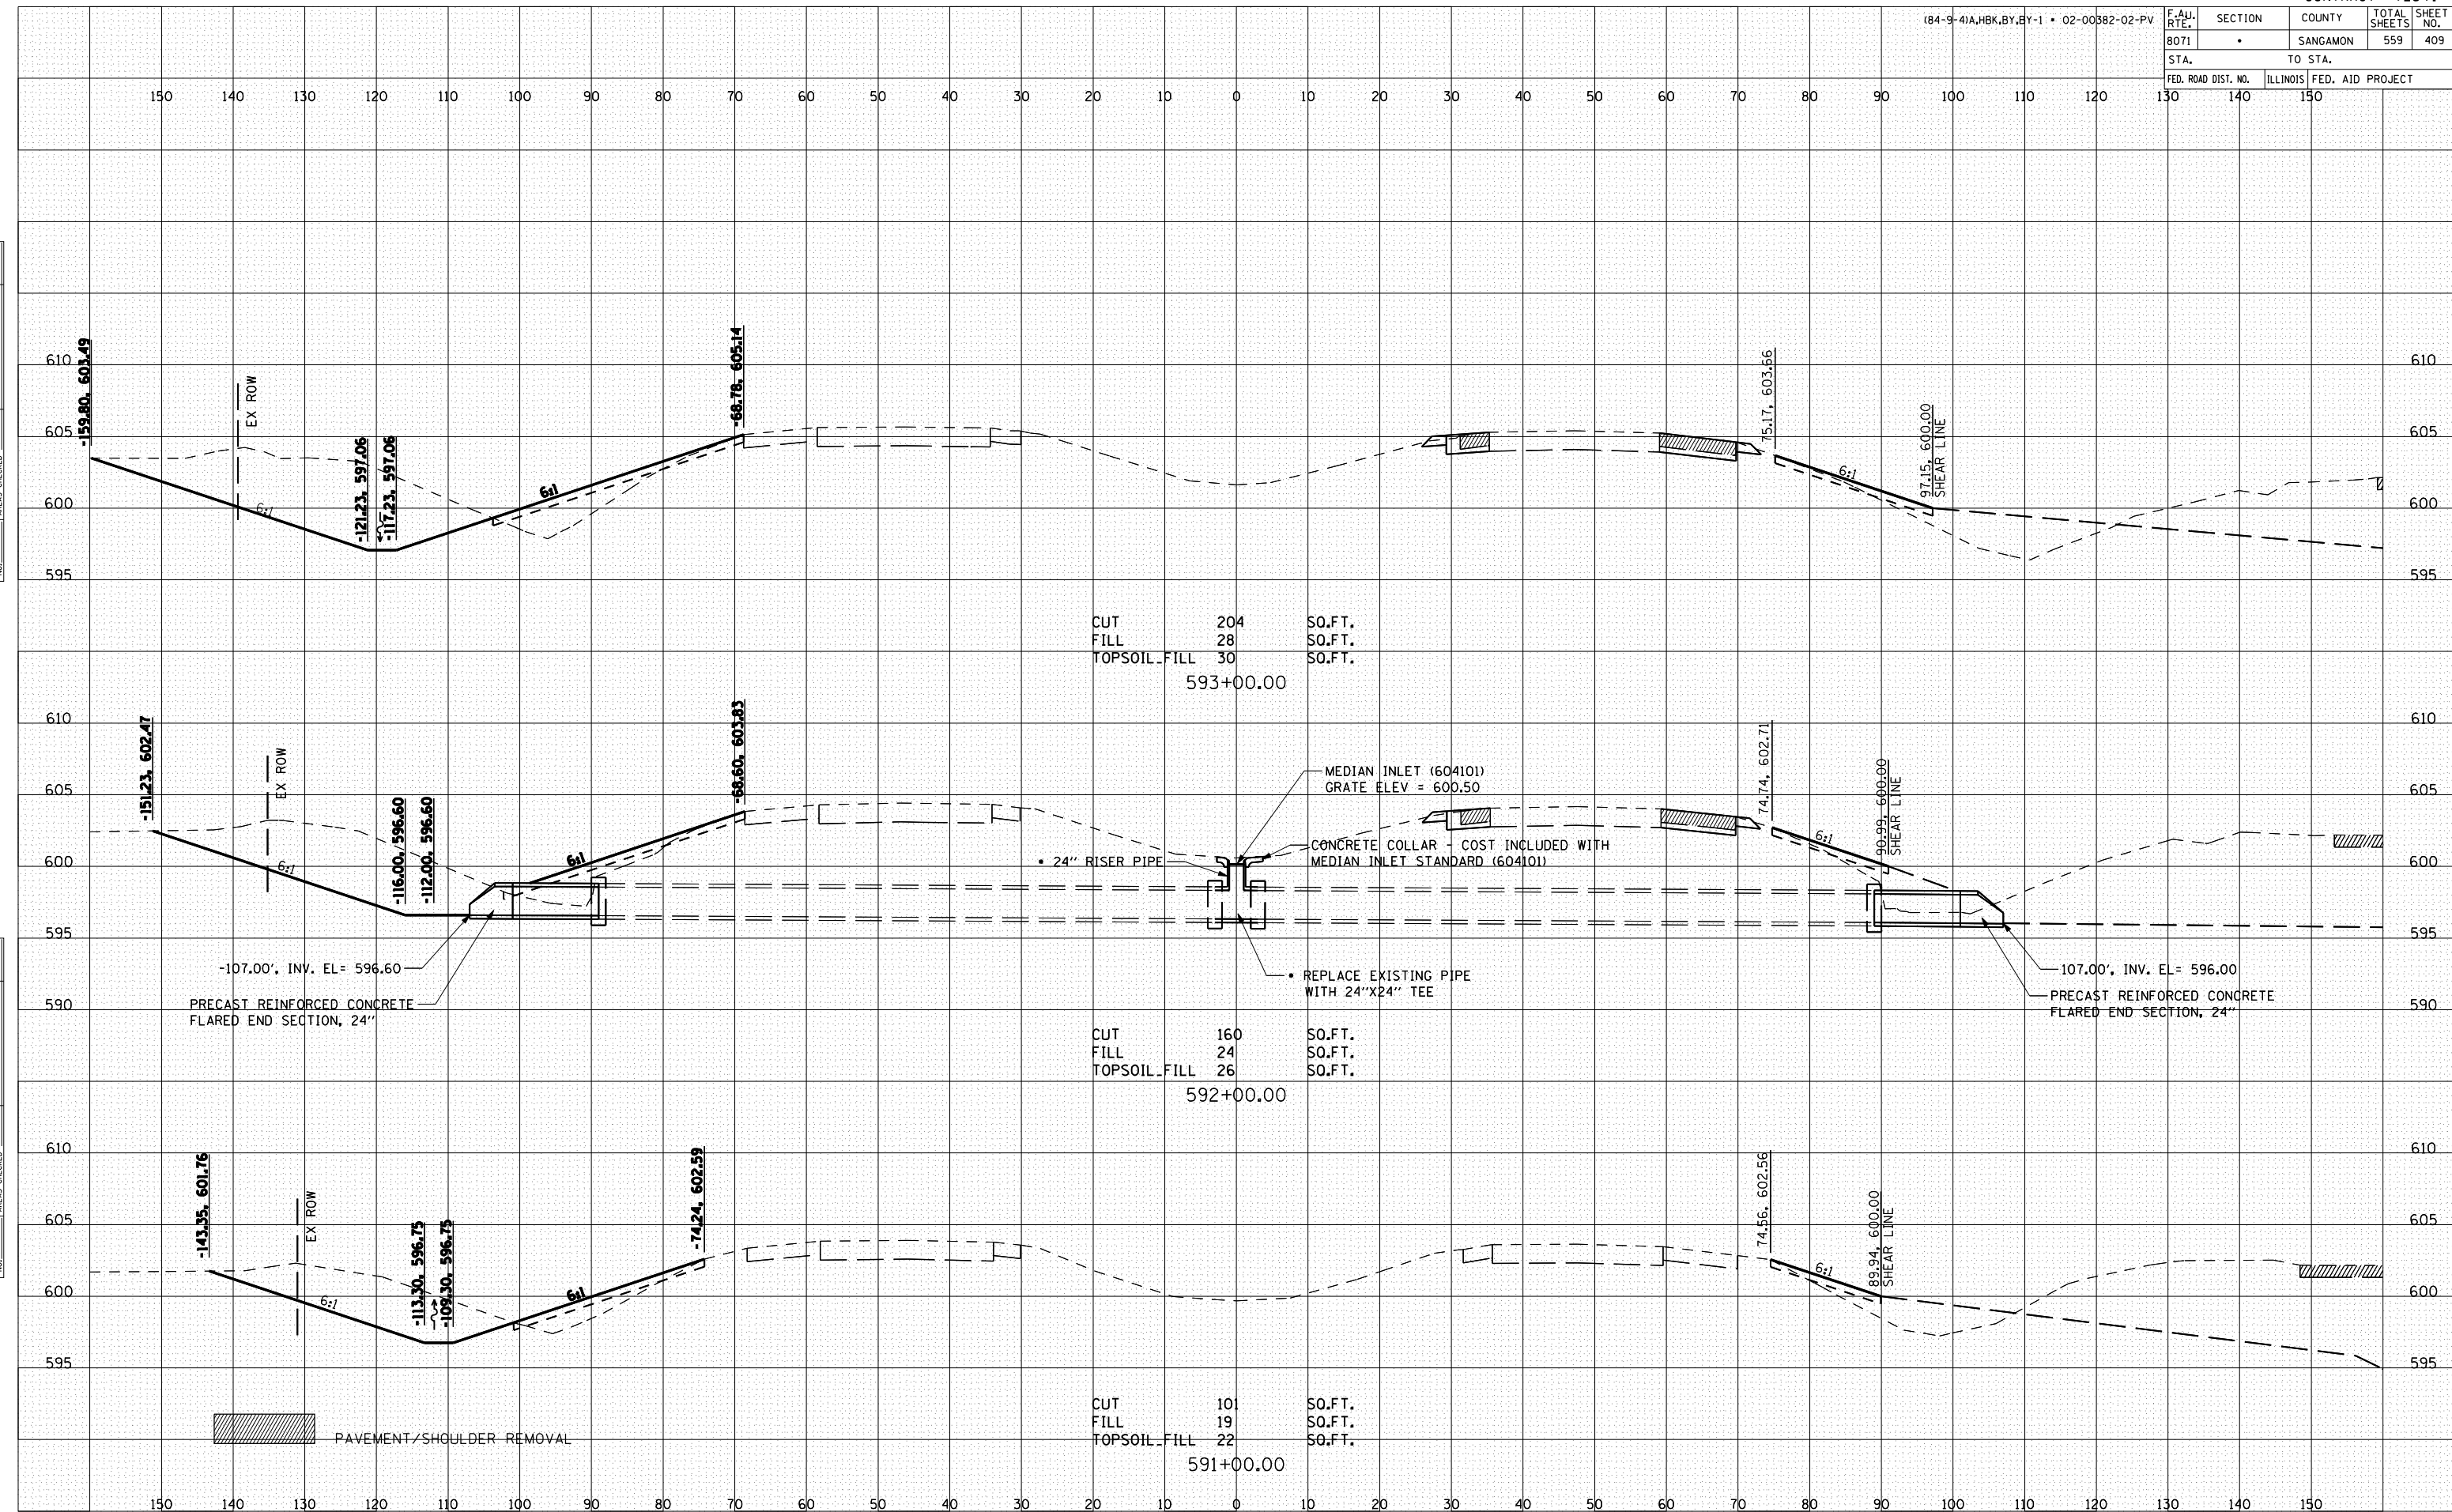 (84-9-4)A,HBK,BY,BY-1 • 02-00382-02-PV
F.A.U. RTE. SECTION COUNTY TOTAL SHEETS SHEET NO.
8071 • SANGAMON 559 409
STA. TO STA.
FED. ROAD DIST. NO. ILLINOIS FED. AID PROJECT
150 140 130 120 110 100 90 80 70 60 50 40 30 20 10 0 10 20 30 40 50 60 70 80 90 100 110 120 130 140 150
610 610
605 605
600 600
595 595
-159.80, 603.49
EX ROW
6:1
-121.23, 597.06
-117.23, 597.06
6:1
-68.78, 605.14
75.17, 603.66
6:1
97.15, 600.00
SHEAR LINE
CUT 204 SQ.FT.
FILL 28 SQ.FT.
TOPSOIL_FILL 30 SQ.FT.
593+00.00
610 610
605 605
600 600
595 595
590 590
-151.23, 602.47
EX ROW
6:1
-116.00, 596.60
-112.00, 596.60
6:1
-68.60, 603.83
MEDIAN INLET (604101)
GRATE ELEV = 600.50
CONCRETE COLLAR - COST INCLUDED WITH
MEDIAN INLET STANDARD (604101)
• 24" RISER PIPE
74.74, 602.71
6:1
90.99, 600.00
SHEAR LINE
-107.00', INV. EL= 596.60
PRECAST REINFORCED CONCRETE
FLARED END SECTION, 24"
• REPLACE EXISTING PIPE
WITH 24"X24" TEE
107.00', INV. EL= 596.00
PRECAST REINFORCED CONCRETE
FLARED END SECTION, 24"
CUT 160 SQ.FT.
FILL 24 SQ.FT.
TOPSOIL_FILL 26 SQ.FT.
592+00.00
610 610
605 605
600 600
595 595
-143.35, 601.76
EX ROW
6:1
-113.30, 596.75
-109.30, 596.75
6:1
-74.24, 602.59
74.56, 602.56
6:1
89.94, 600.00
SHEAR LINE
CUT 101 SQ.FT.
FILL 19 SQ.FT.
TOPSOIL_FILL 22 SQ.FT.
591+00.00
PAVEMENT/SHOULDER REMOVAL
150 140 130 120 110 100 90 80 70 60 50 40 30 20 10 0 10 20 30 40 50 60 70 80 90 100 110 120 130 140 150